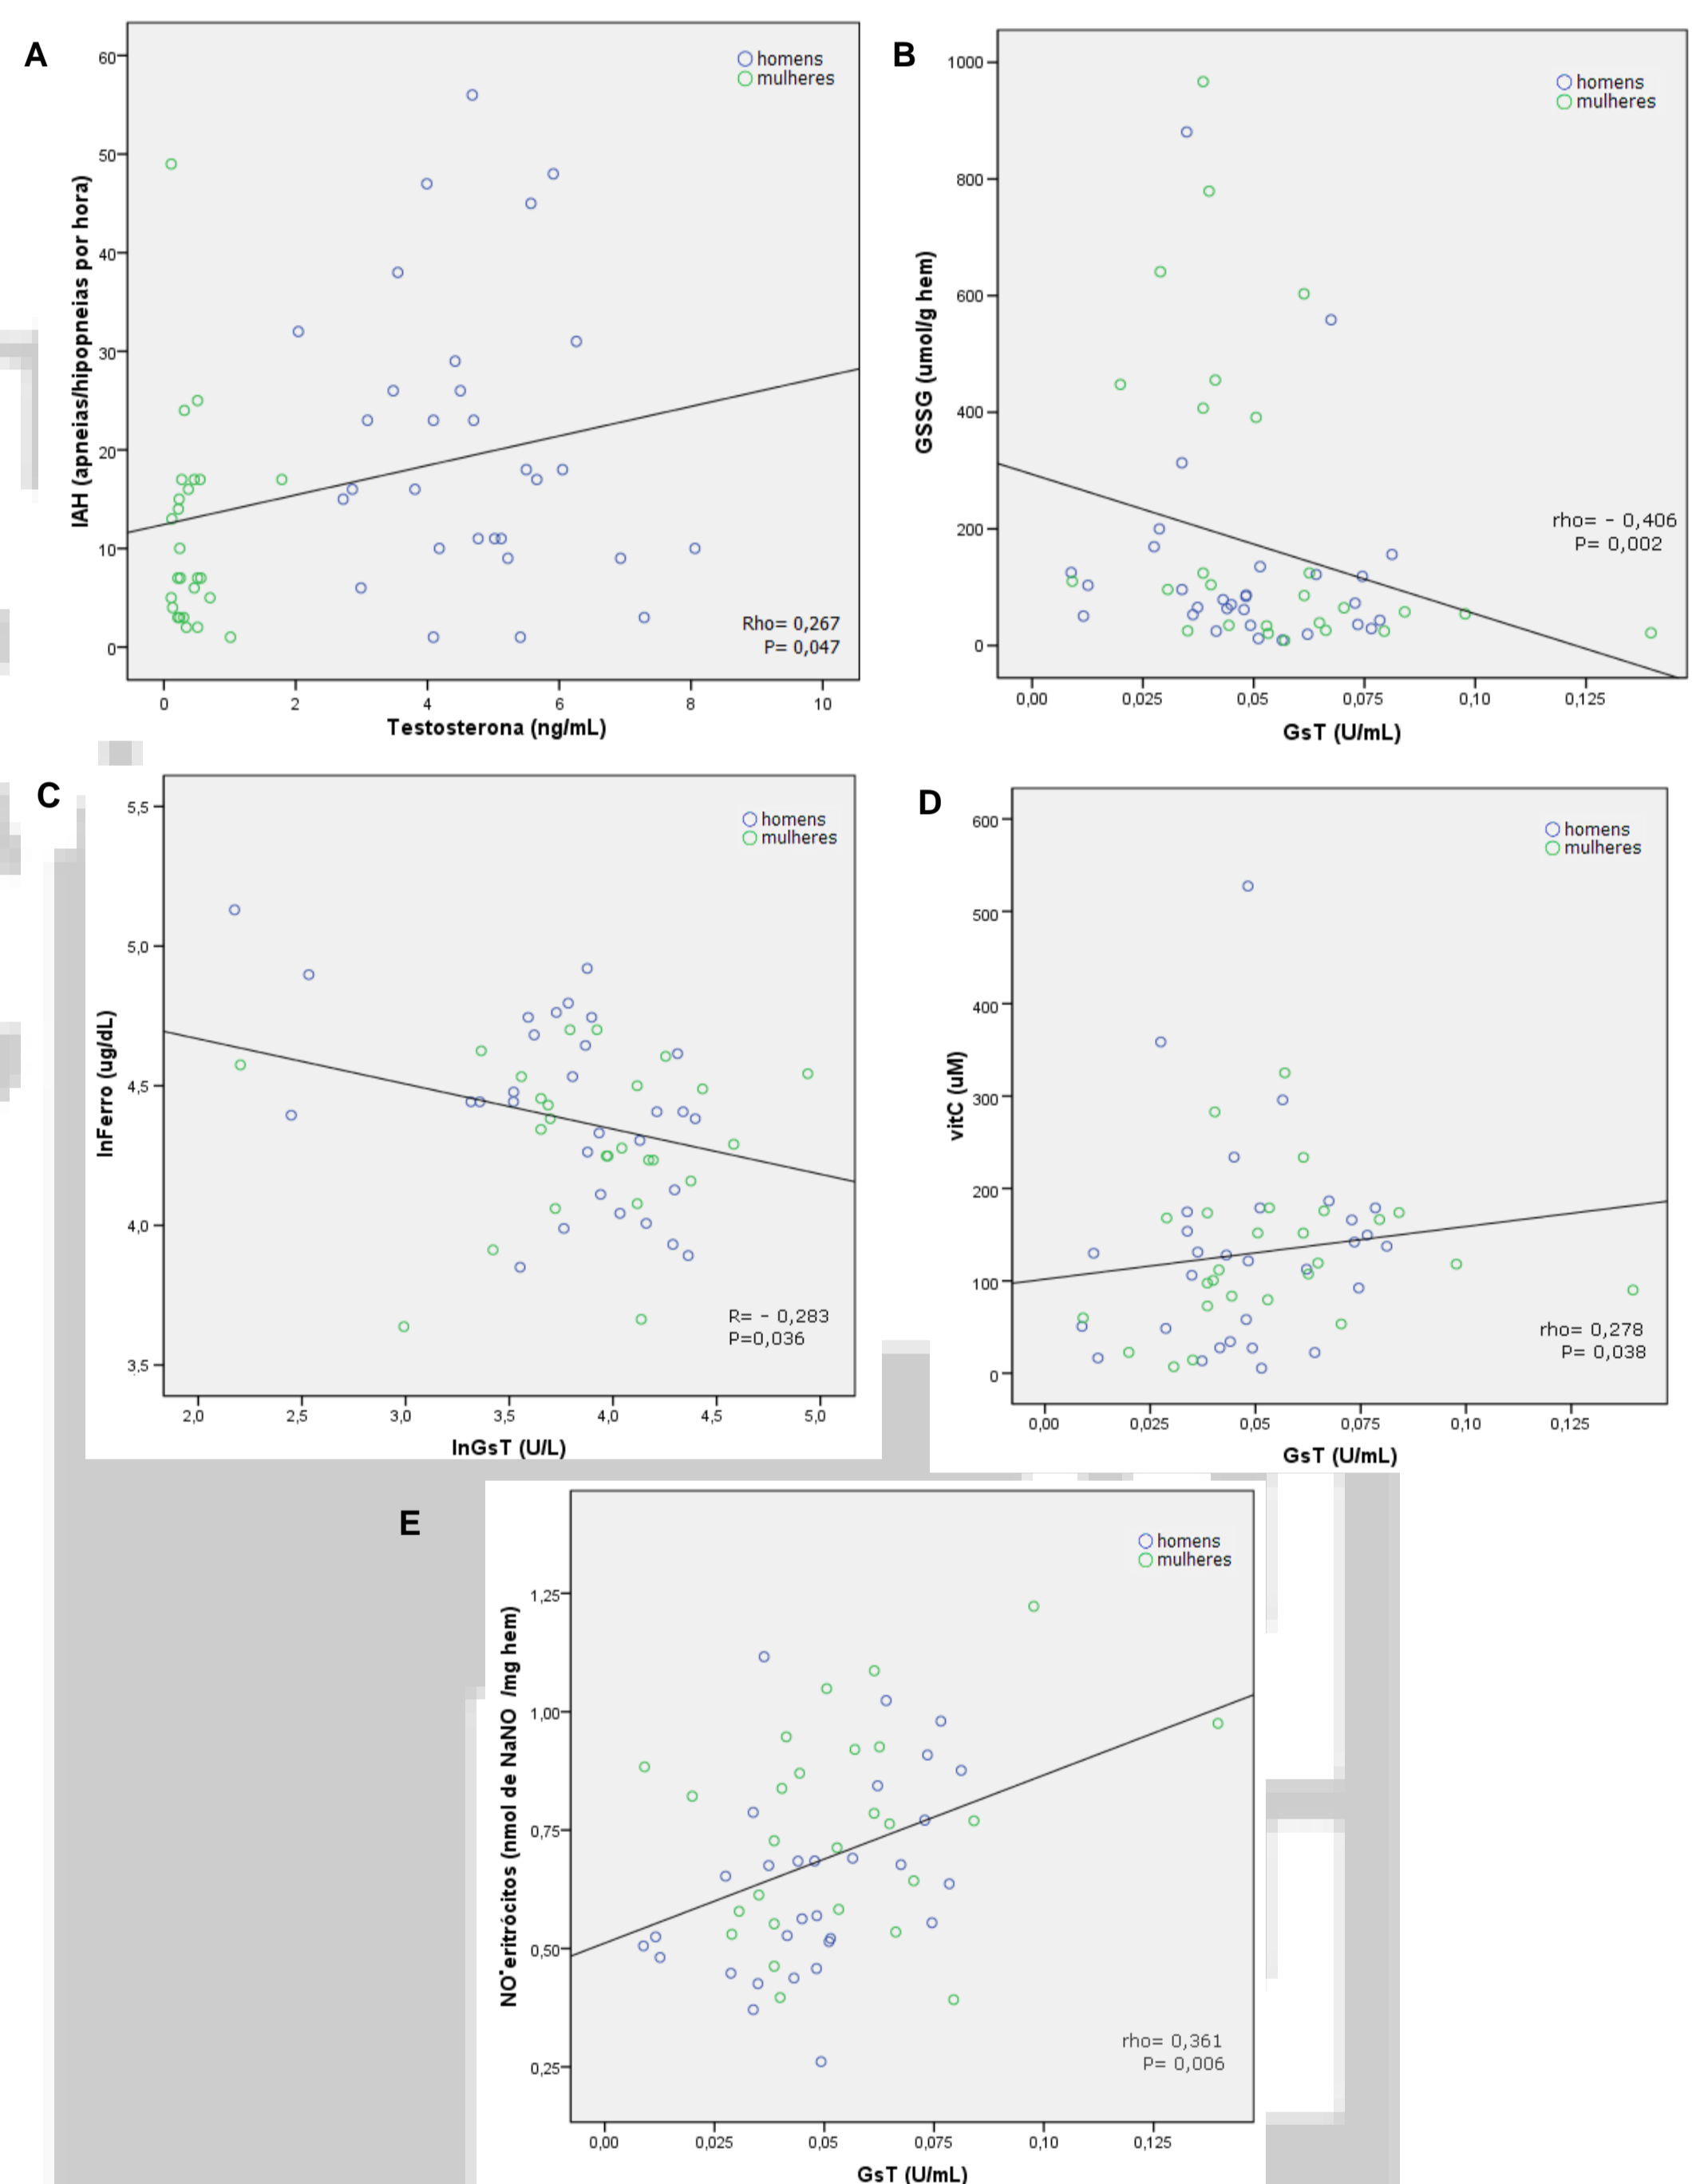 A
homens
mulheres
60
50
40
30
20
10
0
IAH (apneias/hipopneias por hora)
Rho= 0,267
P= 0,047
0 2 4 6 8 10
Testosterona (ng/mL)
B
homens
mulheres
1000
800
600
400
200
0
GSSG (umol/g hem)
rho= - 0,406
P= 0,002
0,00 0,025 0,05 0,075 0,10 0,125
GsT (U/mL)
C
homens
mulheres
5,5
5,0
4,5
4,0
3,5
lnFerro (ug/dL)
R= - 0,283
P=0,036
2,0 2,5 3,0 3,5 4,0 4,5 5,0
lnGsT (U/L)
D
homens
mulheres
600
500
400
300
200
100
0
vitC (uM)
rho= 0,278
P= 0,038
0,00 0,025 0,05 0,075 0,10 0,125
GsT (U/mL)
E
homens
mulheres
1,25
1,00
0,75
0,50
0,25
NO•eritrócitos (nmol de NaNO /mg hem)
rho= 0,361
P= 0,006
0,00 0,025 0,05 0,075 0,10 0,125
GsT (U/mL)